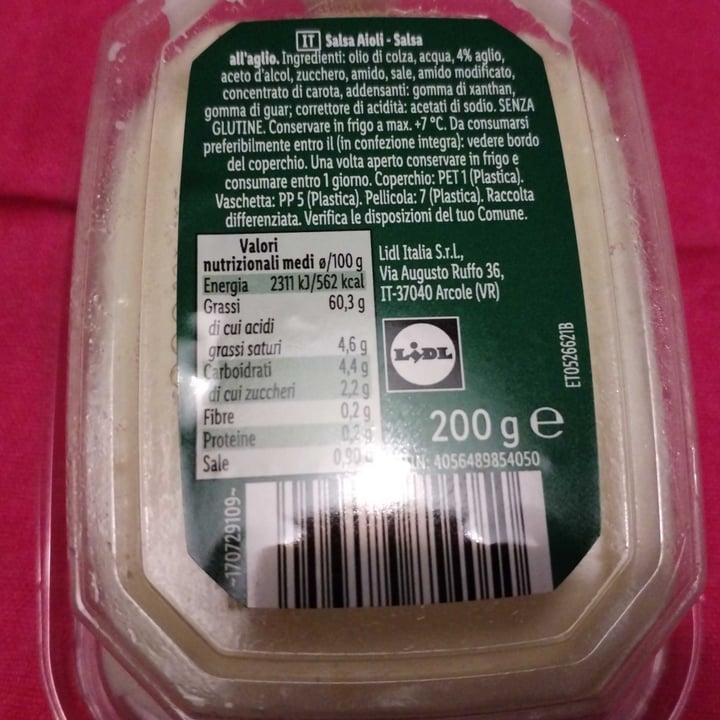 IT Salsa Aioli - Salsa
all'aglio. Ingredienti: olio di colza, acqua, 4% aglio,
aceto d'alcol, zucchero, amido, sale, amido modificato,
concentrato di carota, addensanti: gomma di xanthan,
gomma di guar; correttore di acidità: acetati di sodio. SENZA
GLUTINE. Conservare in frigo a max. +7 °C. Da consumarsi
preferibilmente entro il (in confezione integra): vedere bordo
del coperchio. Una volta aperto conservare in frigo e
consumare entro 1 giorno. Coperchio: PET 1 (Plastica).
Vaschetta: PP 5 (Plastica). Pellicola: 7 (Plastica). Raccolta
differenziata. Verifica le disposizioni del tuo Comune.
Valori
nutrizionali medi ø/100 g
Energia 2311 kJ/562 kcal
Grassi 60,3 g
di cui acidi
grassi saturi 4,6 g
Carboidrati 4,4 g
di cui zuccheri 2,2 g
Fibre 0,2 g
Proteine 0,2 g
Sale 0,90 g
Lidl Italia S.r.l.,
Via Augusto Ruffo 36,
IT-37040 Arcole (VR)
LIDL
ET0526621B
200 g e
4056489854050
~170729109~